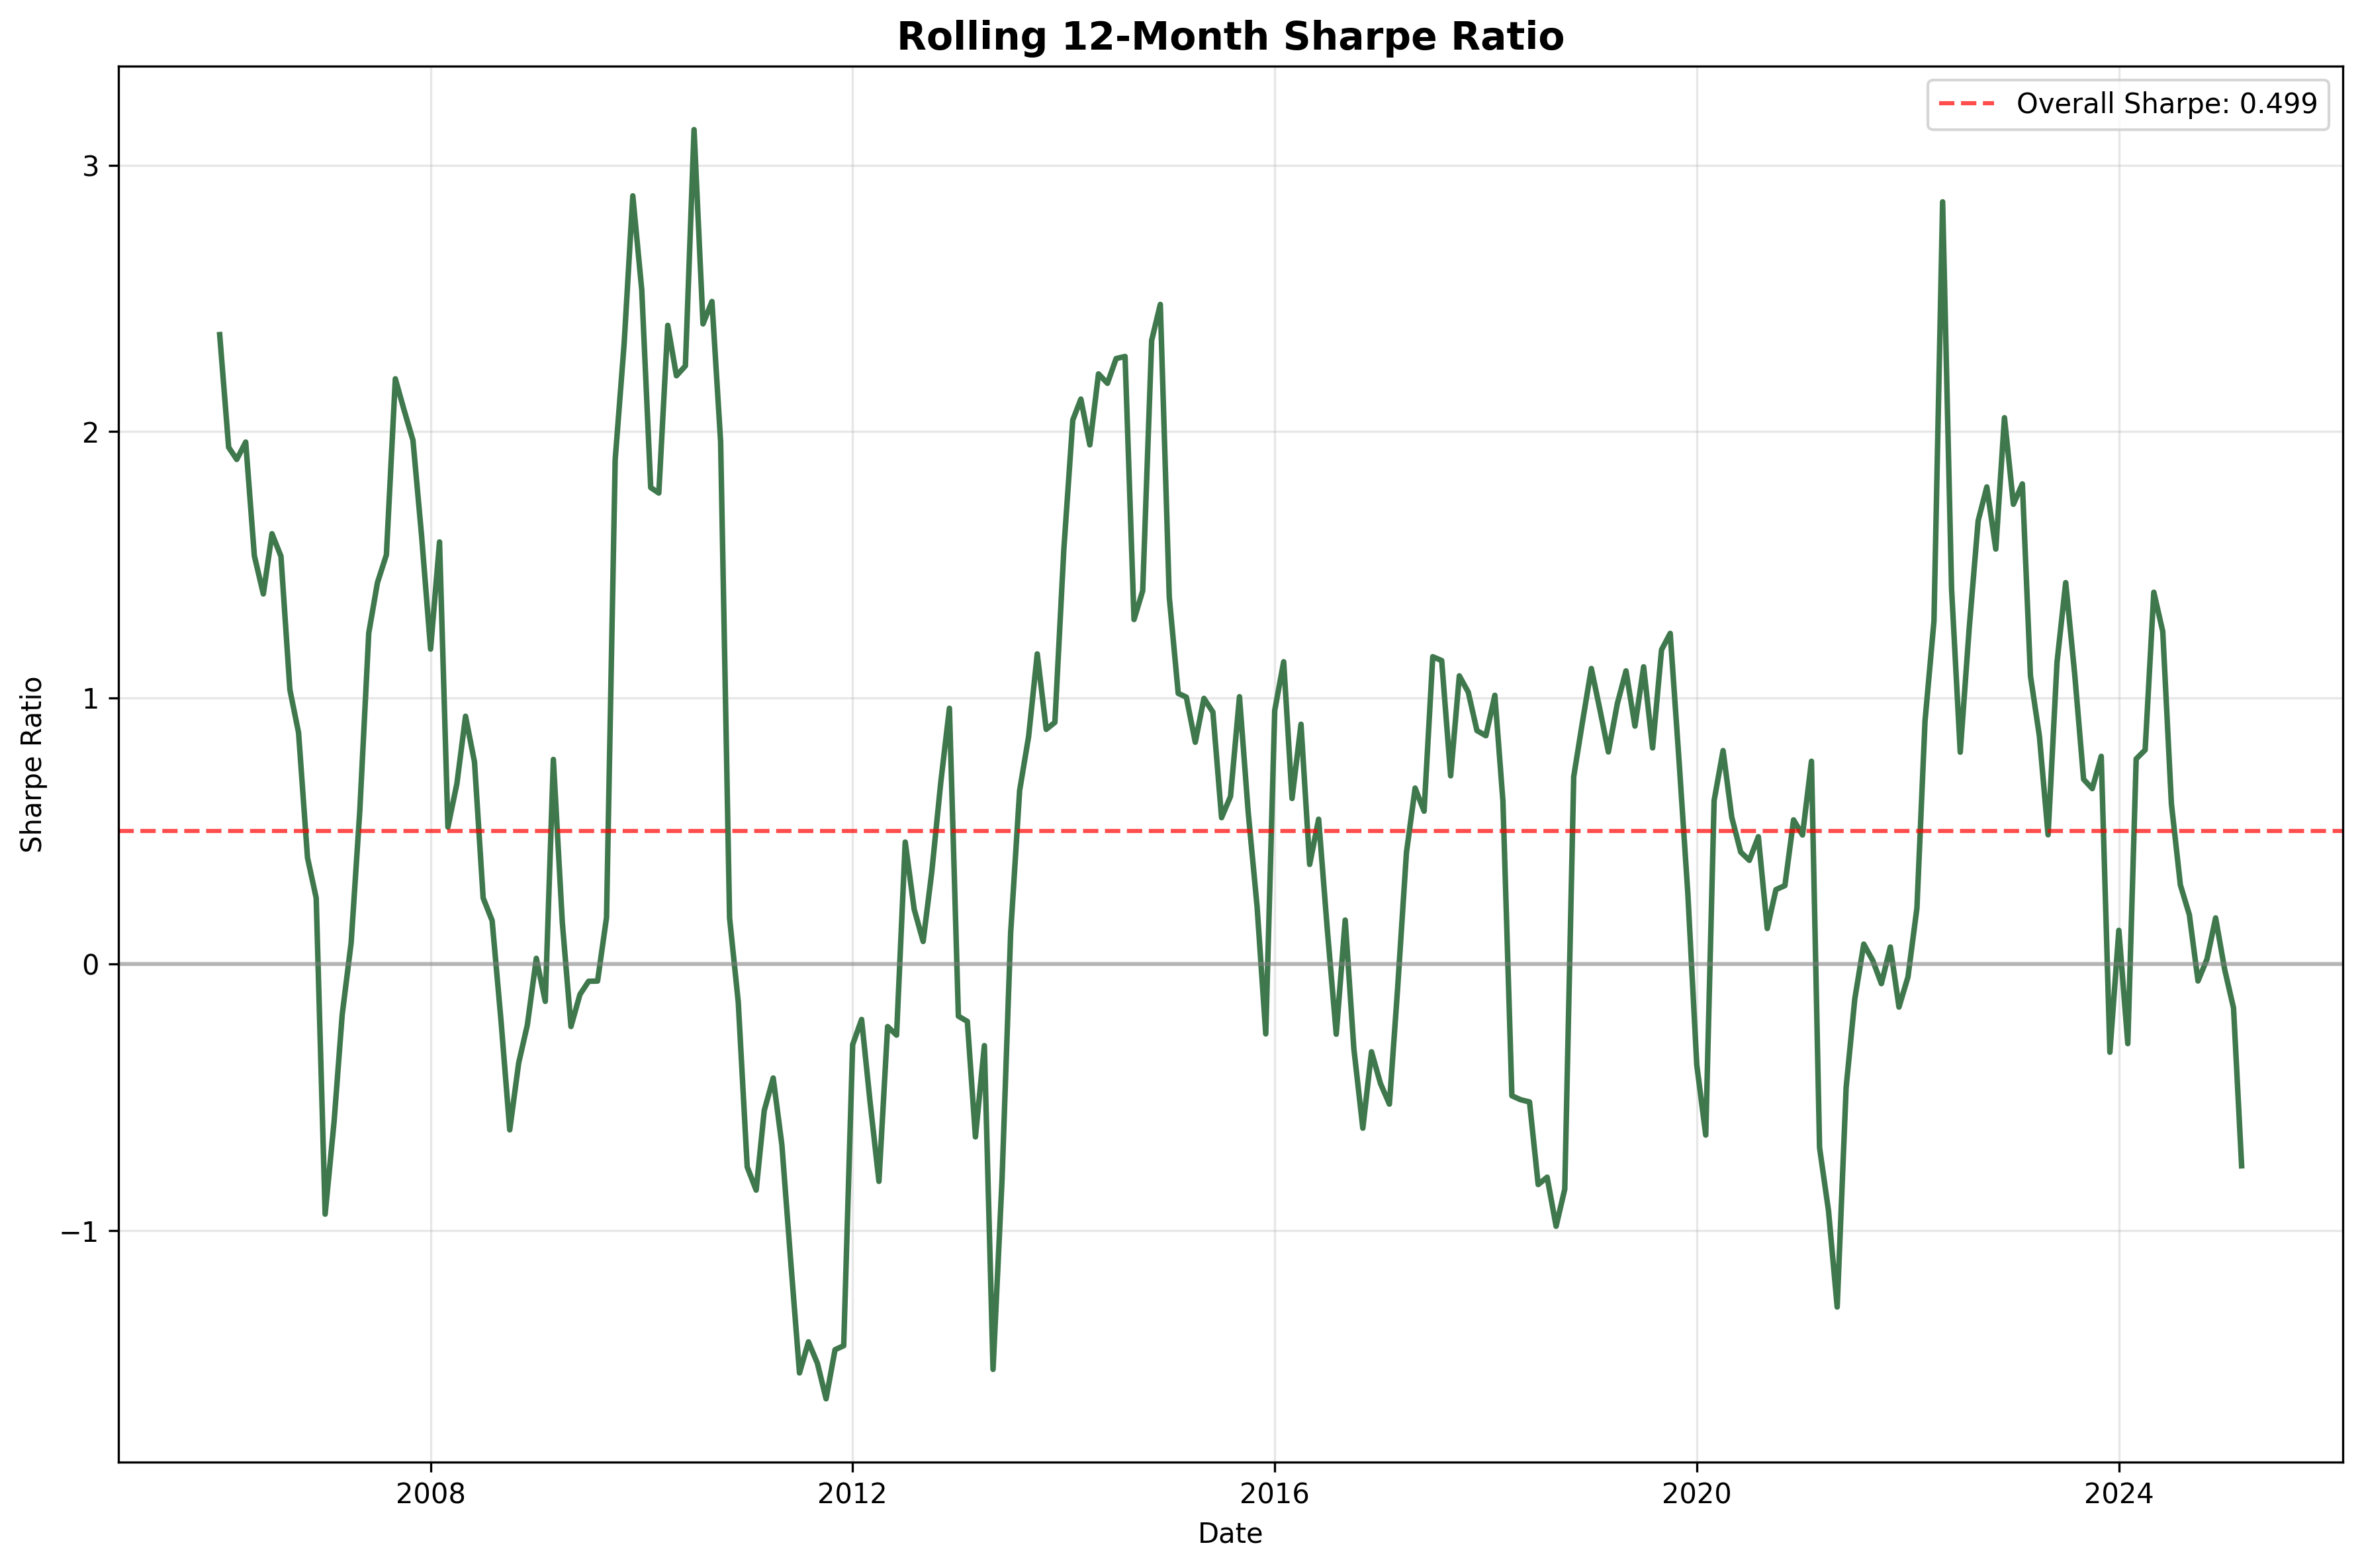 Rolling 12-Month Sharpe Ratio
Overall Sharpe: 0.499
Sharpe Ratio
3
2
1
0
−1
2008
2012
2016
2020
2024
Date